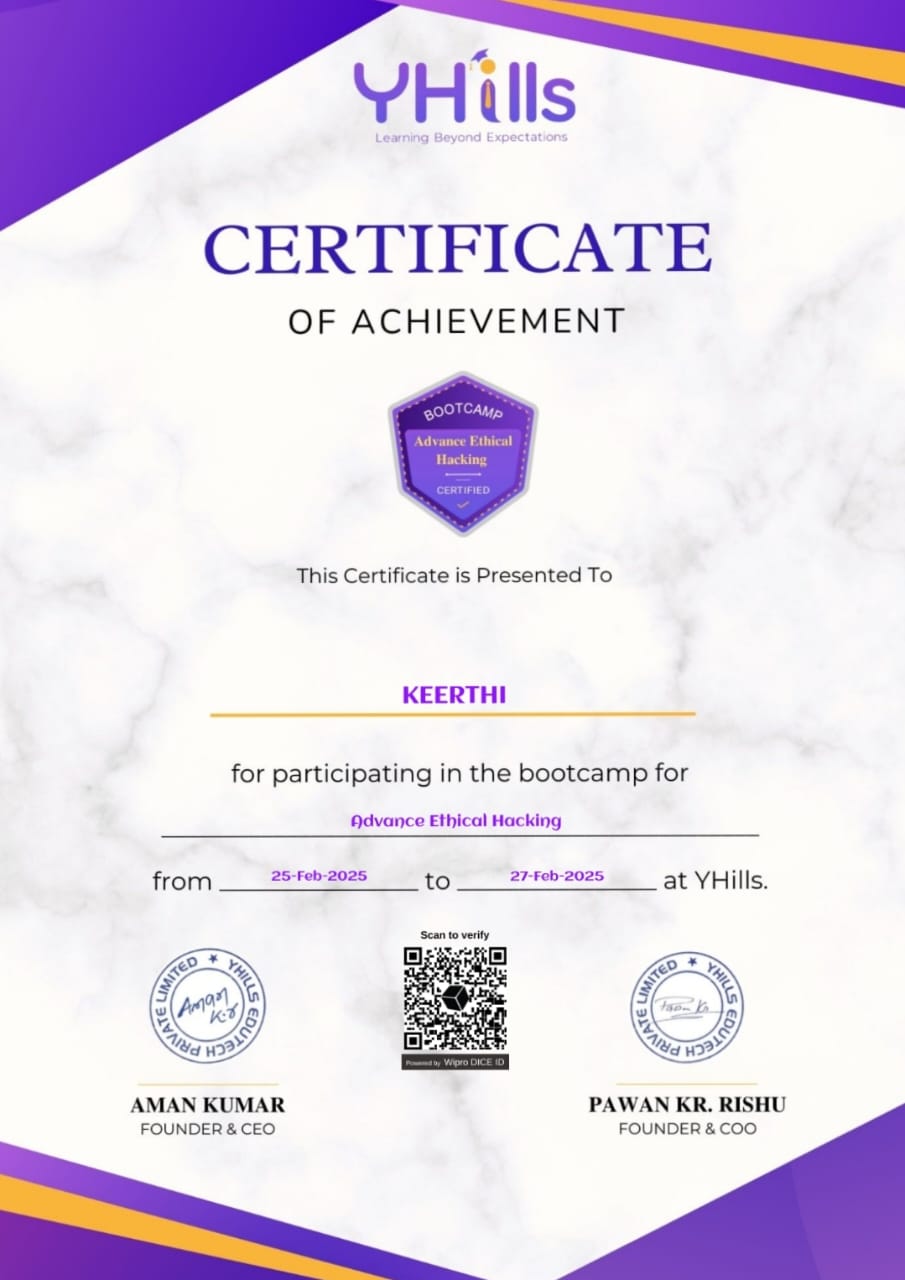 YHills
Learning Beyond Expectations
CERTIFICATE
OF ACHIEVEMENT
BOOTCAMP
Advance Ethical
Hacking
CERTIFIED
This Certificate is Presented To
KEERTHI
for participating in the bootcamp for
Advance Ethical Hacking
from 25-Feb-2025 to 27-Feb-2025 at YHills.
Scan to verify
YHILLS EDUTECH PRIVATE LIMITED
Aman Kr
YHILLS EDUTECH PRIVATE LIMITED
Powered by Wipro DICE ID
AMAN KUMAR
FOUNDER & CEO
PAWAN KR. RISHU
FOUNDER & COO